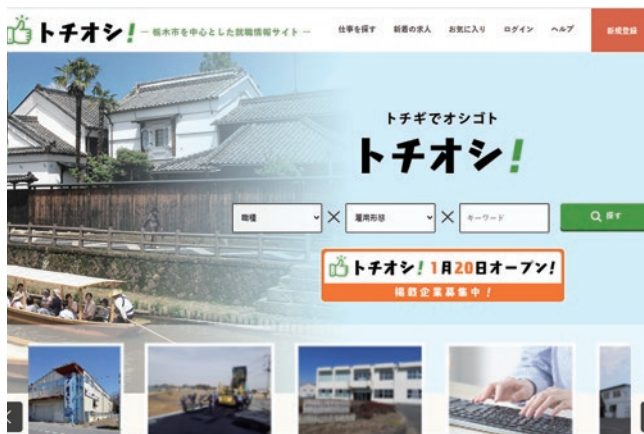 トチオシ! ― 栃木市を中心とした就職情報サイト ―
仕事を探す 新着の求人 お気に入り ログイン ヘルプ 新規登録
トチギでオシゴト
トチオシ!
職種 × 雇用形態 × キーワード 探す
トチオシ!1月20日オープン!
掲載企業募集中!